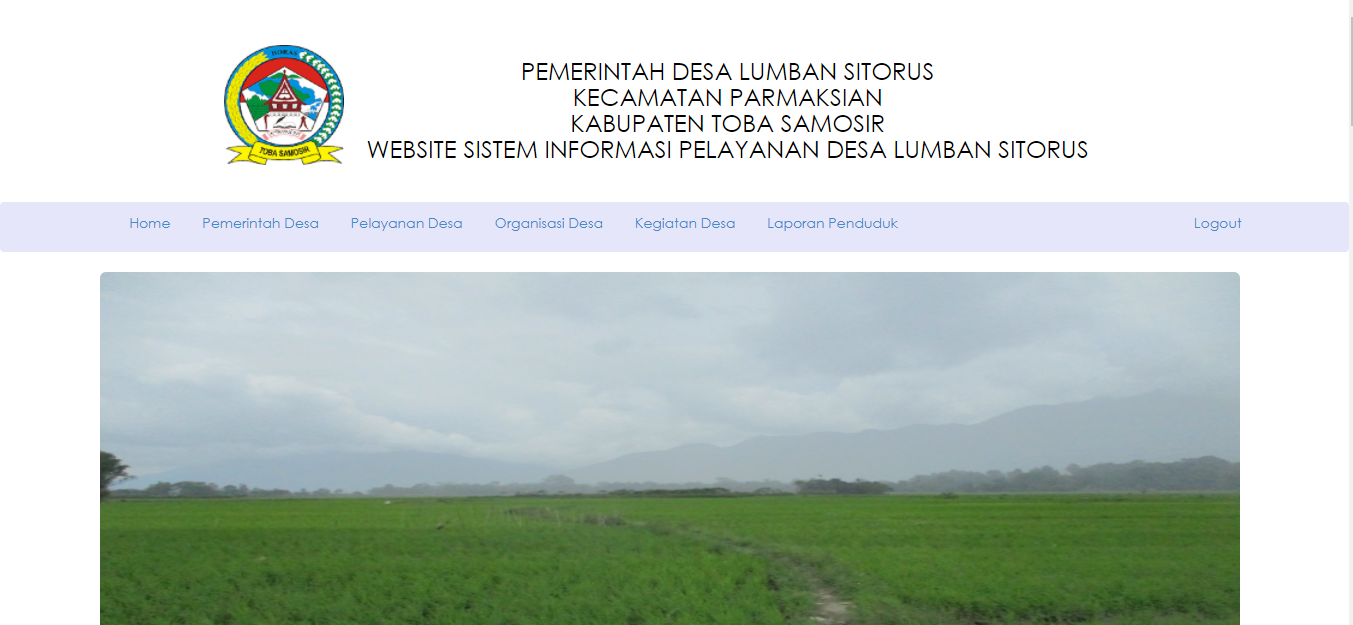 PEMERINTAH DESA LUMBAN SITORUS
KECAMATAN PARMAKSIAN
KABUPATEN TOBA SAMOSIR
WEBSITE SISTEM INFORMASI PELAYANAN DESA LUMBAN SITORUS
TOBA SAMOSIR
Home Pemerintah Desa Pelayanan Desa Organisasi Desa Kegiatan Desa Laporan Penduduk Logout